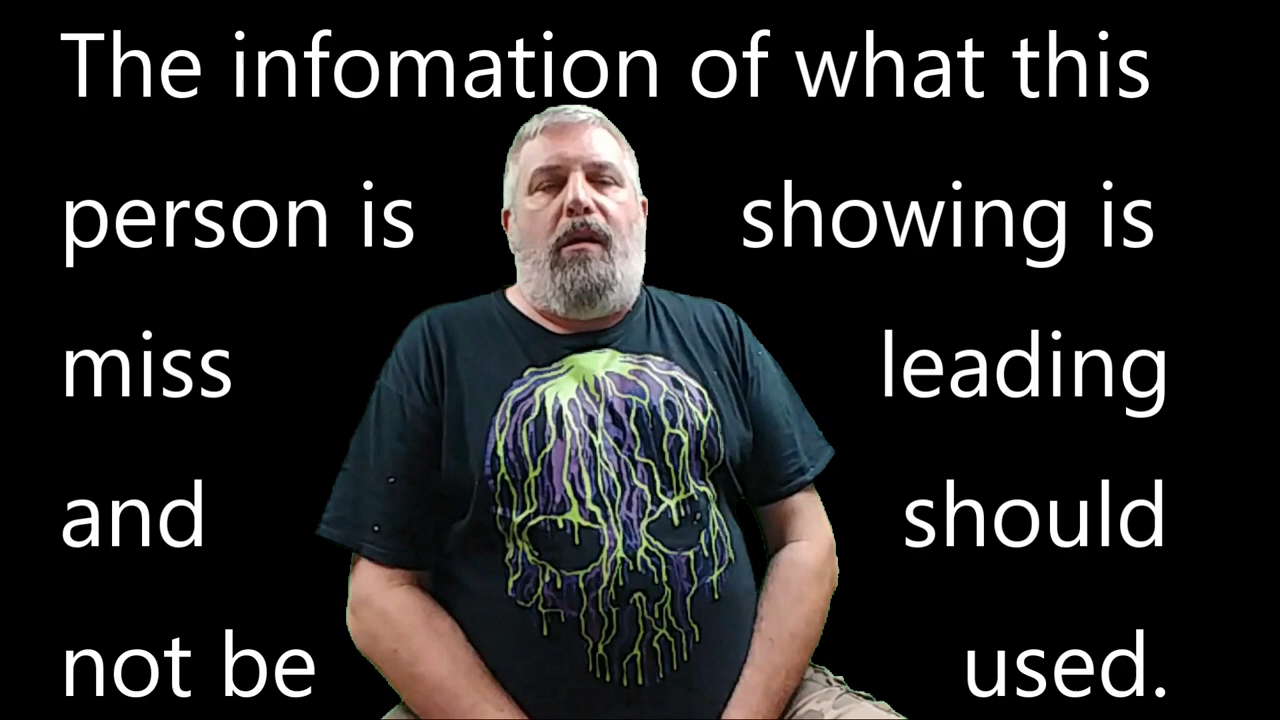 The infomation of what this
person is showing is
miss leading
and should
not be used.